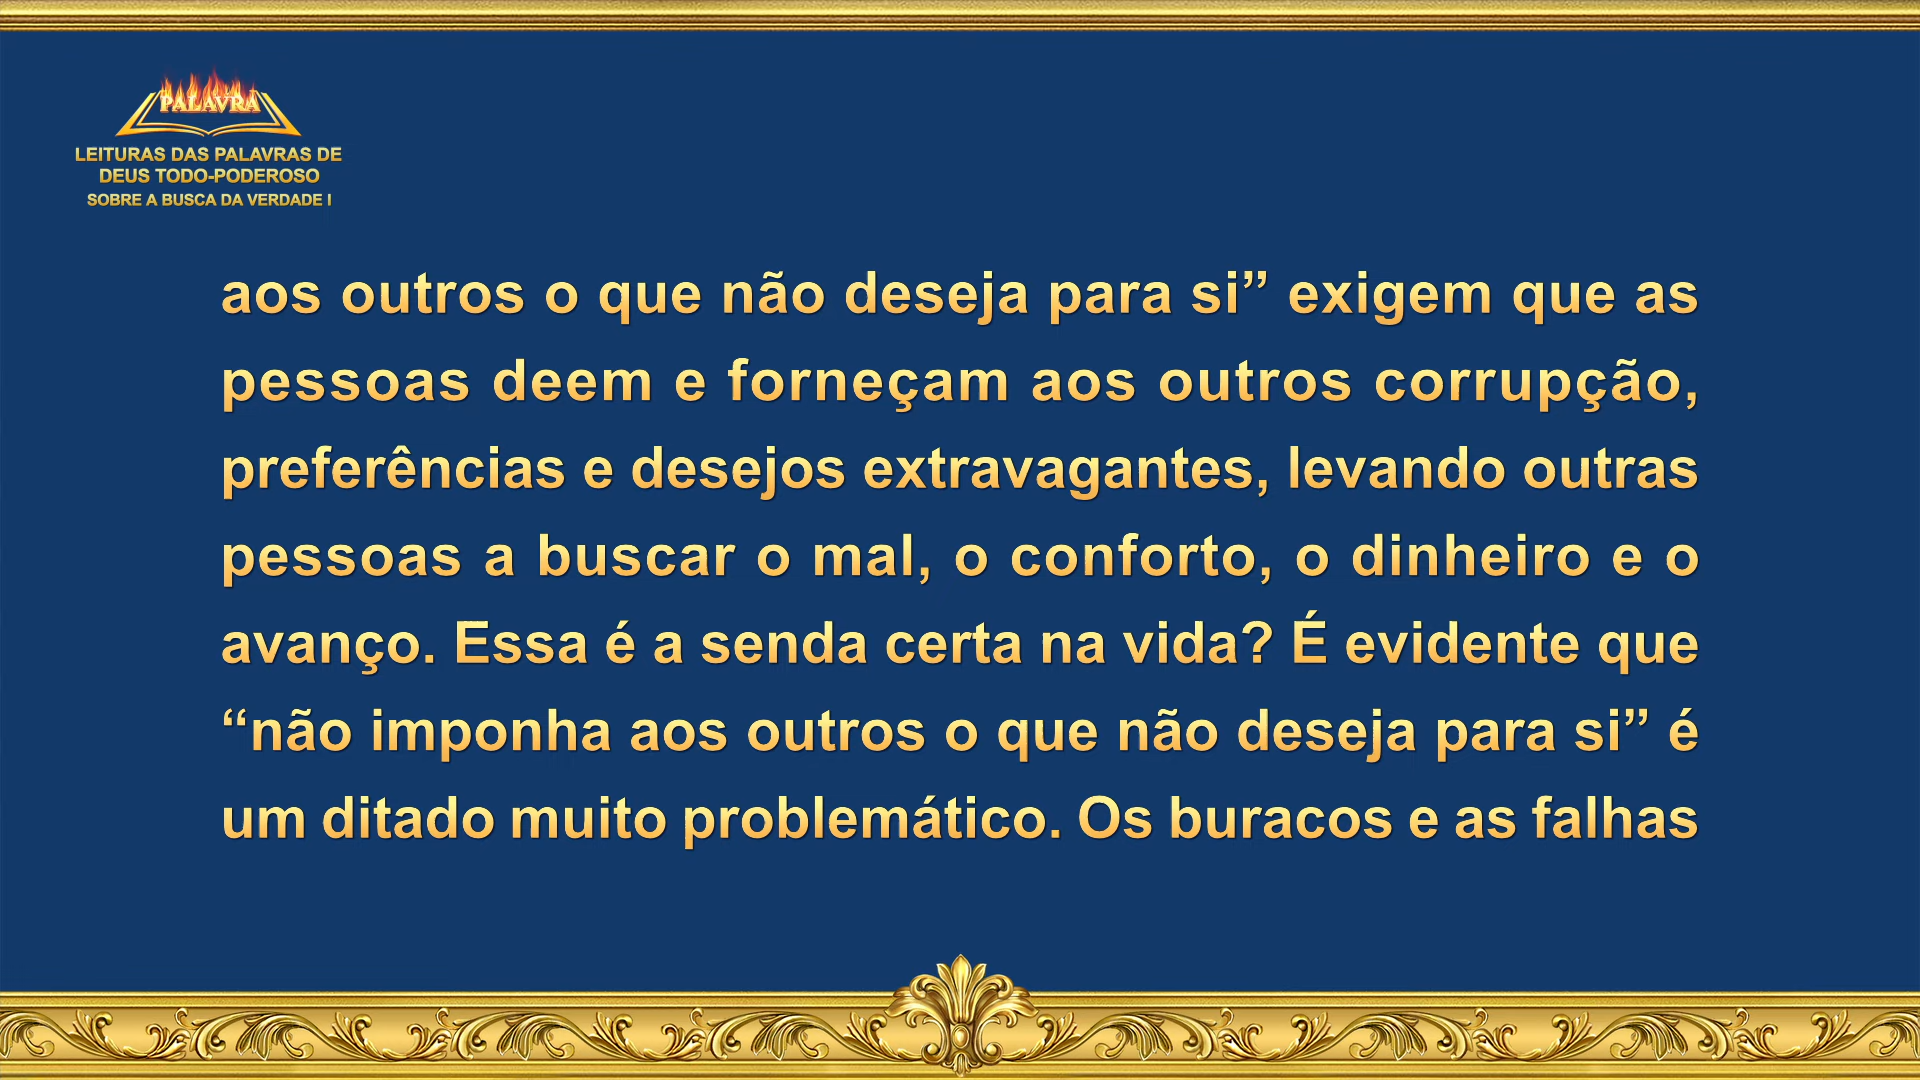 PALAVRA
LEITURAS DAS PALAVRAS DE
DEUS TODO-PODEROSO
SOBRE A BUSCA DA VERDADE I
aos outros o que não deseja para si” exigem que as
pessoas deem e forneçam aos outros corrupção,
preferências e desejos extravagantes, levando outras
pessoas a buscar o mal, o conforto, o dinheiro e o
avanço. Essa é a senda certa na vida? É evidente que
“não imponha aos outros o que não deseja para si” é
um ditado muito problemático. Os buracos e as falhas